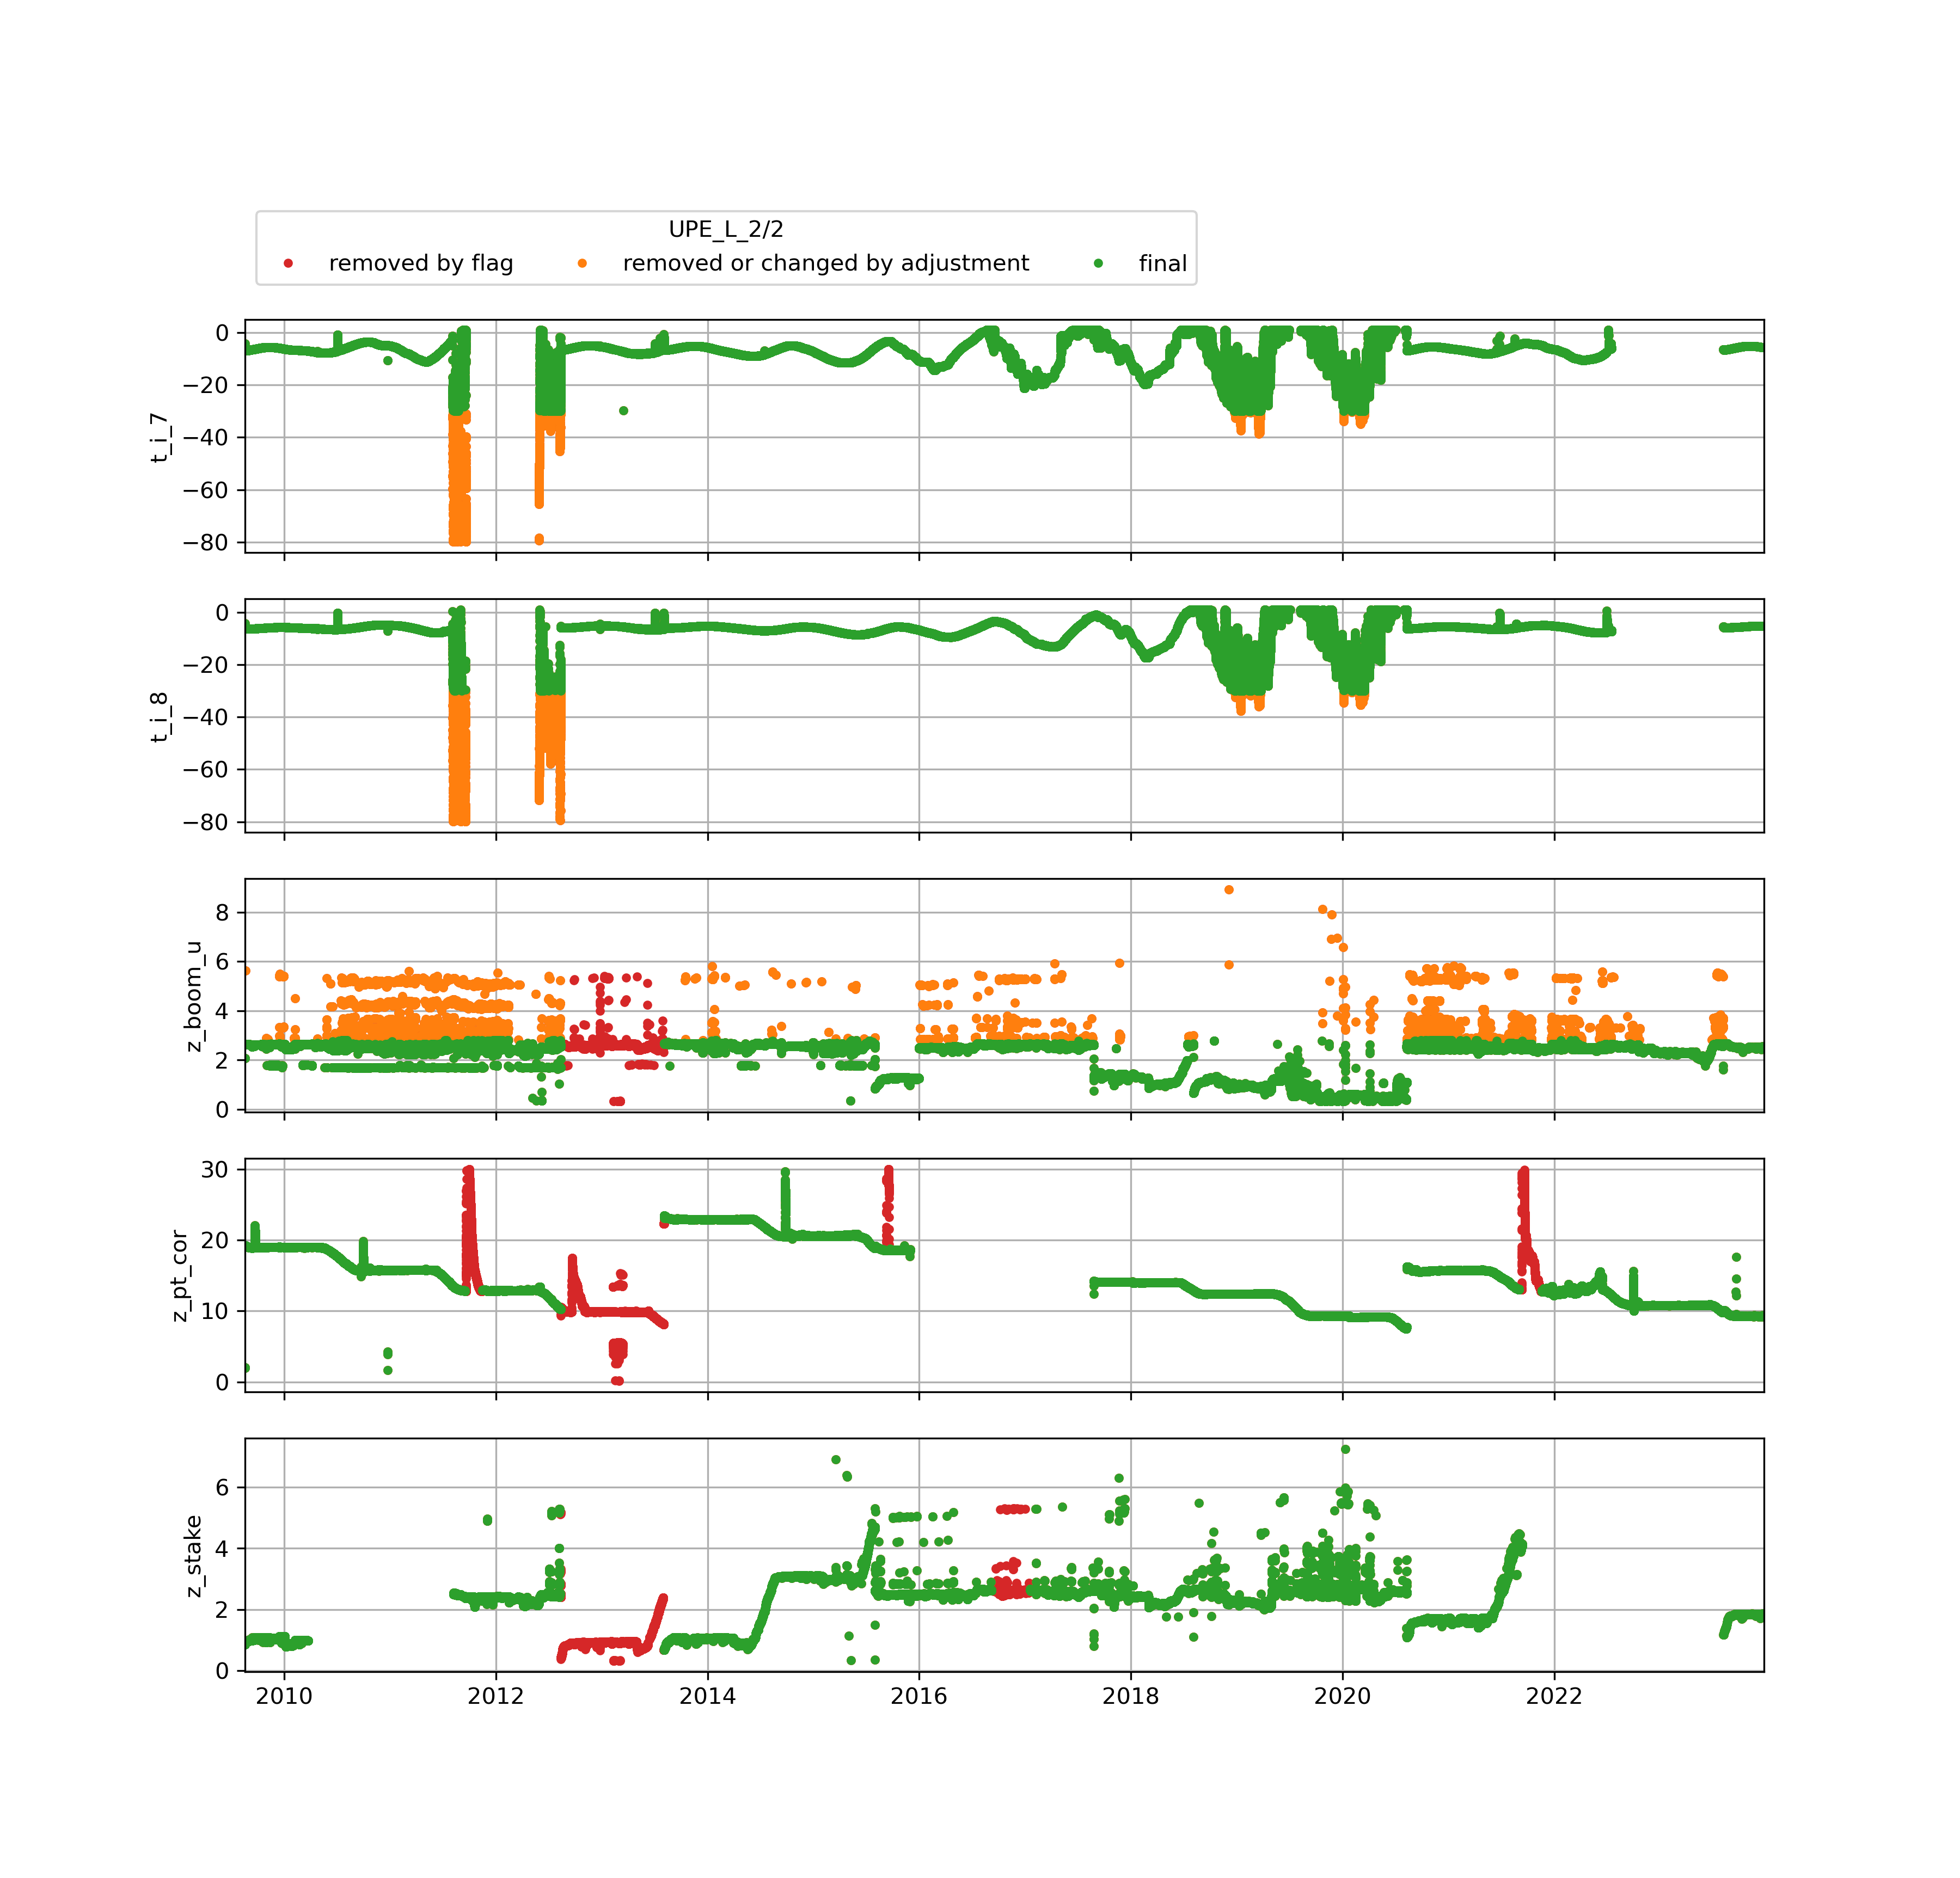 UPE_L_2/2
removed by flag removed or changed by adjustment final
0
−20
−40
−60
−80
t_i_7
0
−20
−40
−60
−80
t_i_8
8
6
4
2
0
z_boom_u
30
20
10
0
z_pt_cor
6
4
2
0
z_stake
2010 2012 2014 2016 2018 2020 2022